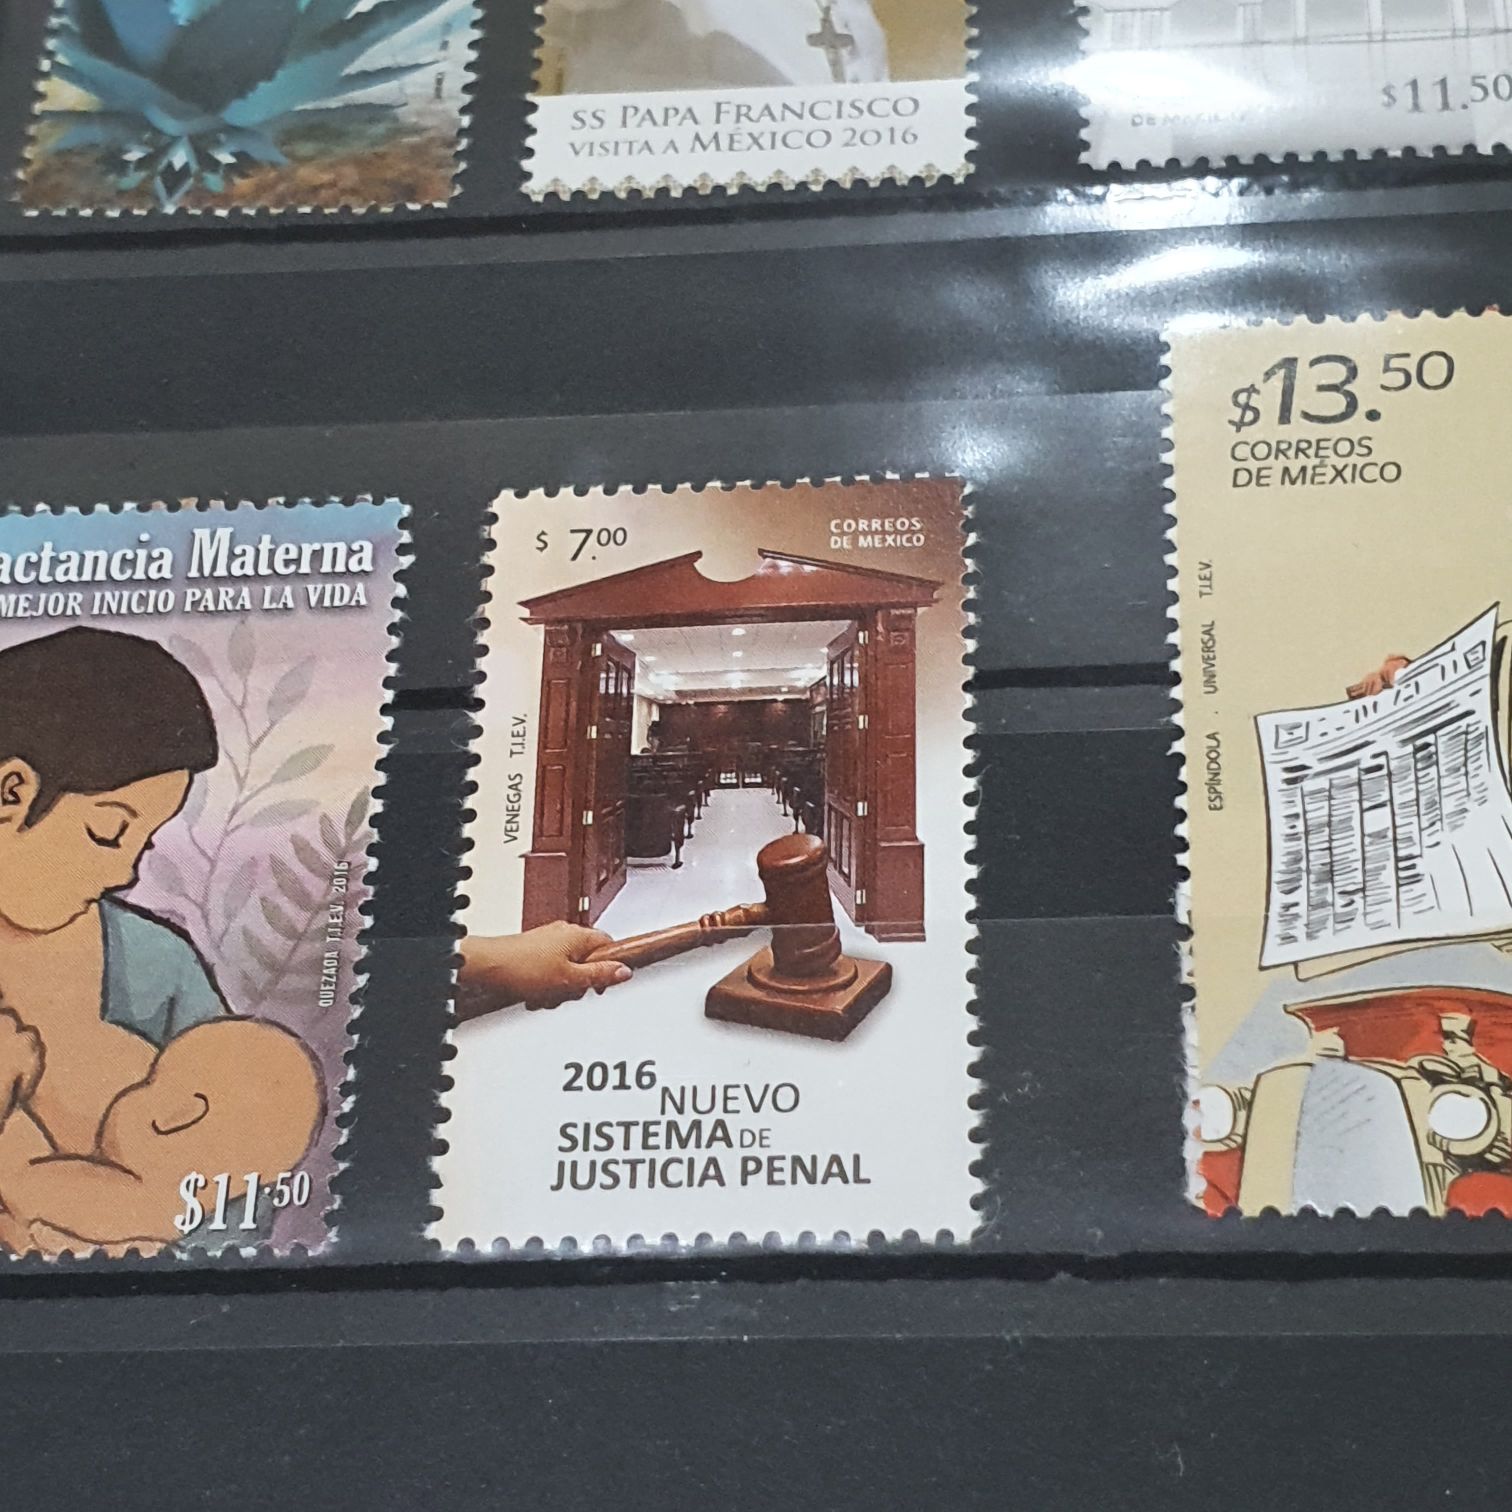 SS PAPA FRANCISCO
VISITA A MÉXICO 2016
$11.50
DE MÉXICO
actancia Materna
MEJOR INICIO PARA LA VIDA
QUEZADA T.I.E.V. 2016
$11.50
$ 7.00
CORREOS
DE MEXICO
VENEGAS T.I.E.V.
2016
NUEVO
SISTEMA DE
JUSTICIA PENAL
$13.50
CORREOS
DE MÉXICO
ESPÍNDOLA . UNIVERSAL T.I.E.V.